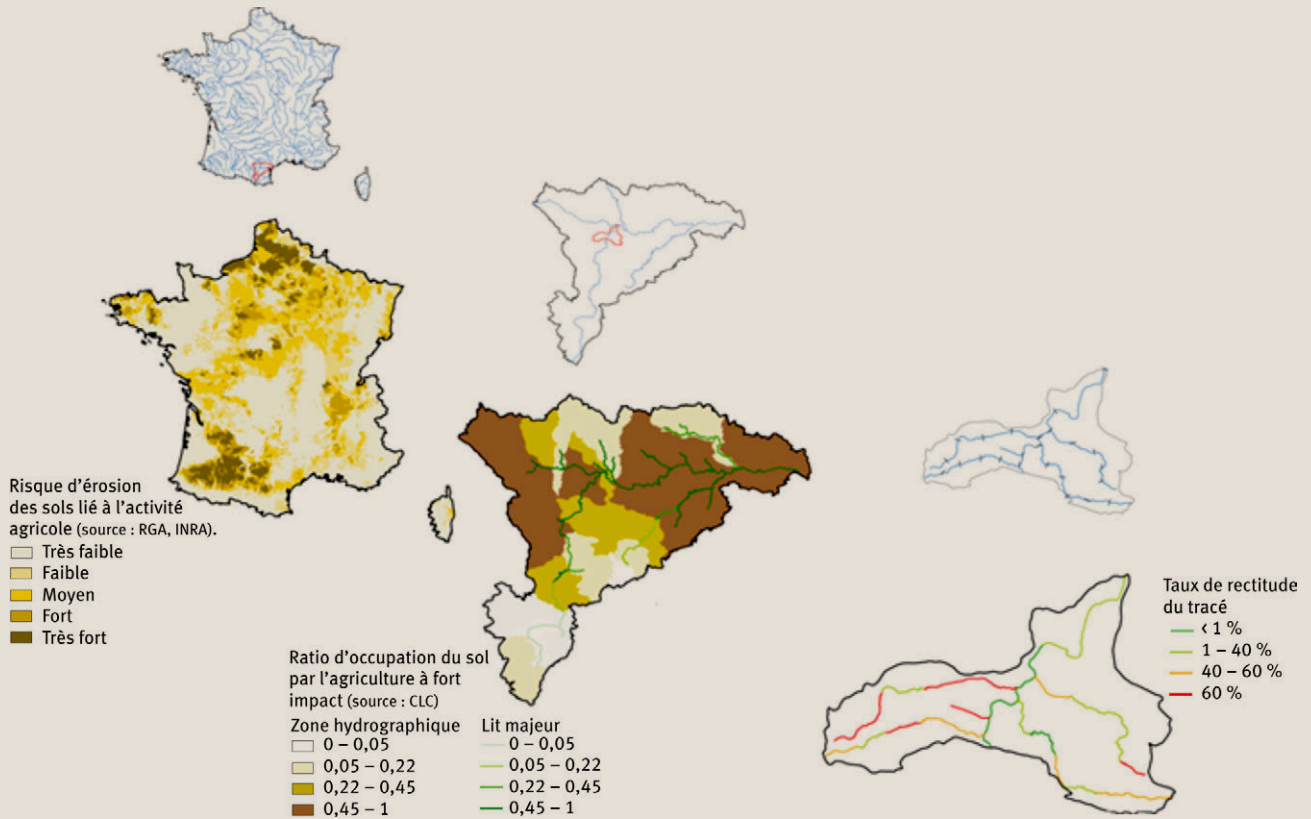 Risque d'érosion
des sols lié à l'activité
agricole (source : RGA, INRA).
Très faible
Faible
Moyen
Fort
Très fort
Ratio d'occupation du sol
par l'agriculture à fort
impact (source : CLC)
Zone hydrographique
0 – 0,05
0,05 – 0,22
0,22 – 0,45
0,45 – 1
Lit majeur
0 – 0,05
0,05 – 0,22
0,22 – 0,45
0,45 – 1
Taux de rectitude
du tracé
< 1 %
1 – 40 %
40 – 60 %
60 %